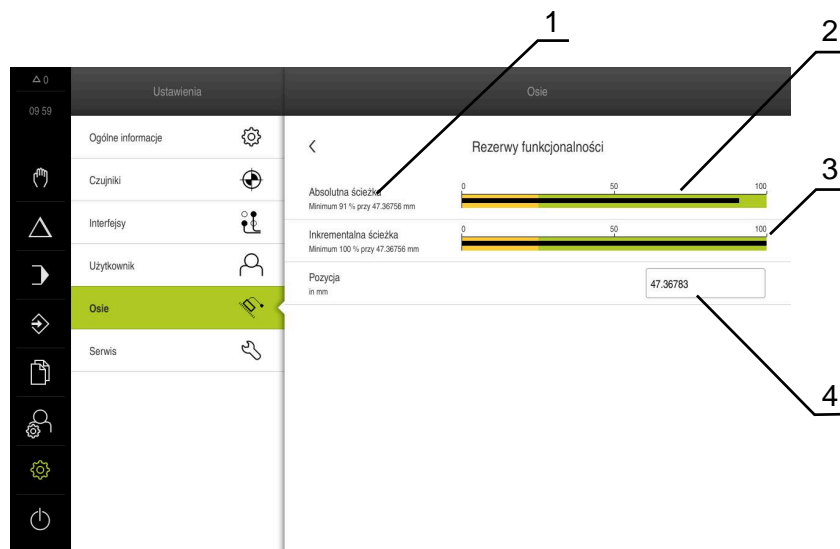 1
2
0
Ustawienia
Osie
09 59
Ogólne informacje
Rezerwy funkcjonalności
Czujniki
3
Absolutna ścieżka
Minimum 91 % przy 47.36756 mm
0 50 100
Interfejsy
Inkrementalna ścieżka
Minimum 100 % przy 47.36756 mm
0 50 100
Użytkownik
Pozycja
in mm
47.36783
Osie
Serwis
4